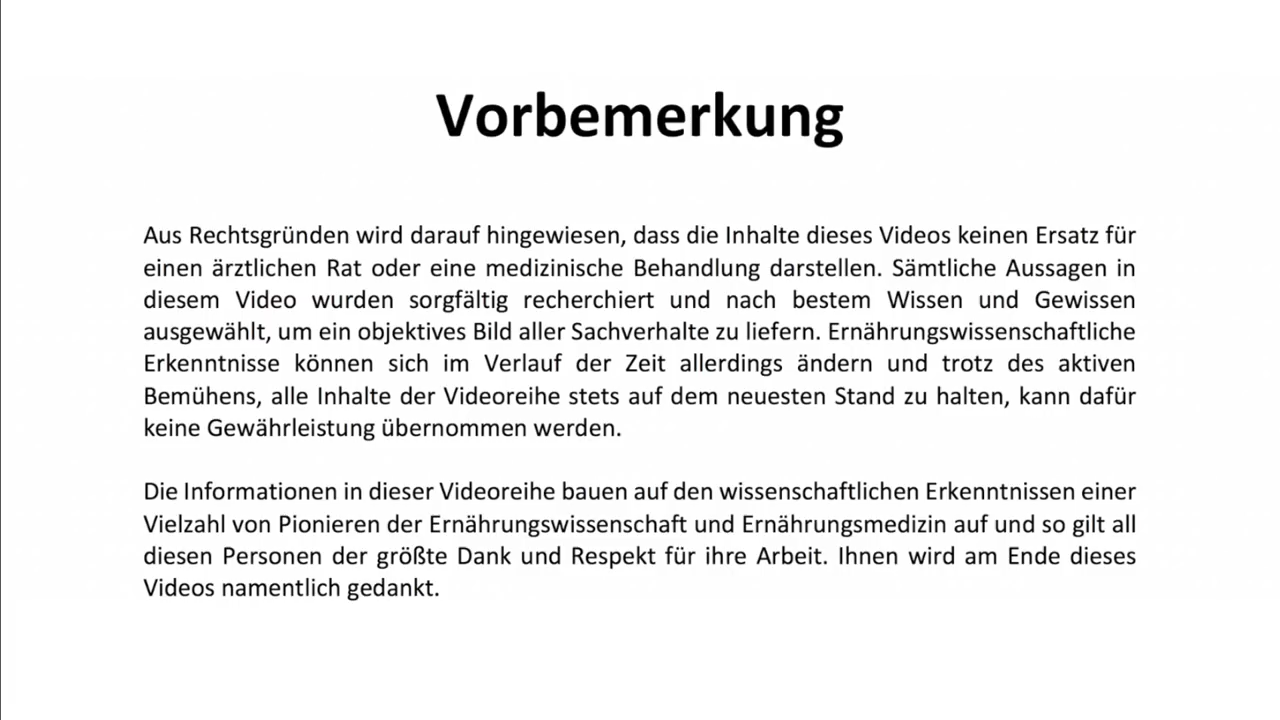 Vorbemerkung
Aus Rechtsgründen wird darauf hingewiesen, dass die Inhalte dieses Videos keinen Ersatz für
einen ärztlichen Rat oder eine medizinische Behandlung darstellen. Sämtliche Aussagen in
diesem Video wurden sorgfältig recherchiert und nach bestem Wissen und Gewissen
ausgewählt, um ein objektives Bild aller Sachverhalte zu liefern. Ernährungswissenschaftliche
Erkenntnisse können sich im Verlauf der Zeit allerdings ändern und trotz des aktiven
Bemühens, alle Inhalte der Videoreihe stets auf dem neuesten Stand zu halten, kann dafür
keine Gewährleistung übernommen werden.
Die Informationen in dieser Videoreihe bauen auf den wissenschaftlichen Erkenntnissen einer
Vielzahl von Pionieren der Ernährungswissenschaft und Ernährungsmedizin auf und so gilt all
diesen Personen der größte Dank und Respekt für ihre Arbeit. Ihnen wird am Ende dieses
Videos namentlich gedankt.